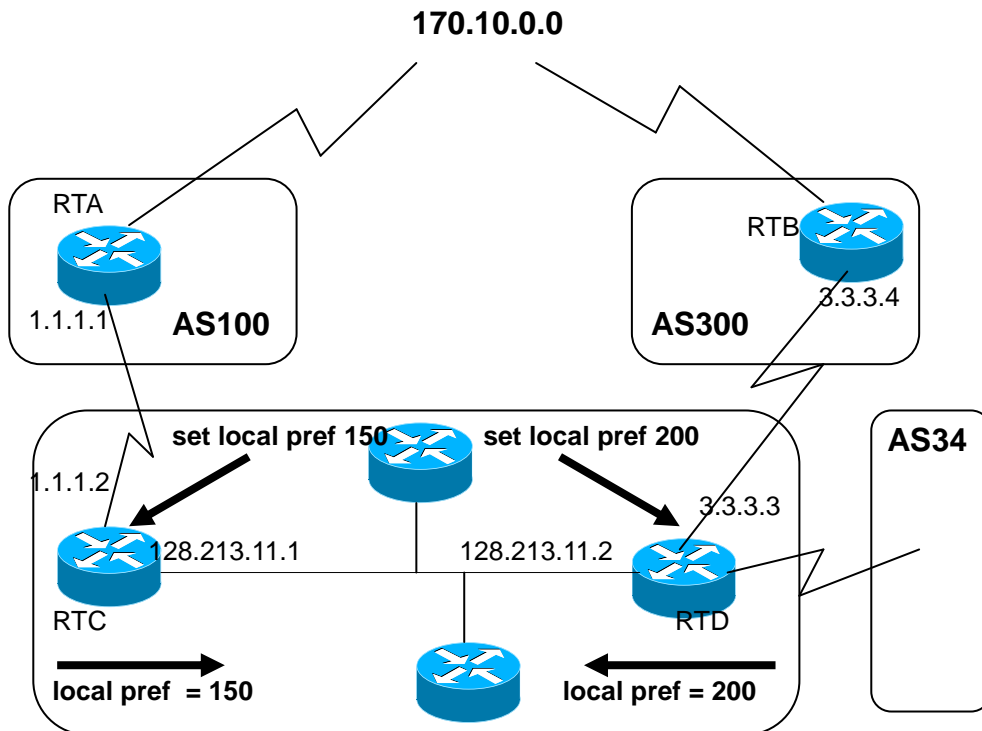 170.10.0.0
RTA
RTB
1.1.1.1
AS100
AS300
3.3.3.4
set local pref 150
set local pref 200
AS34
1.1.1.2
3.3.3.3
128.213.11.1
128.213.11.2
RTC
RTD
local pref  = 150
local pref = 200